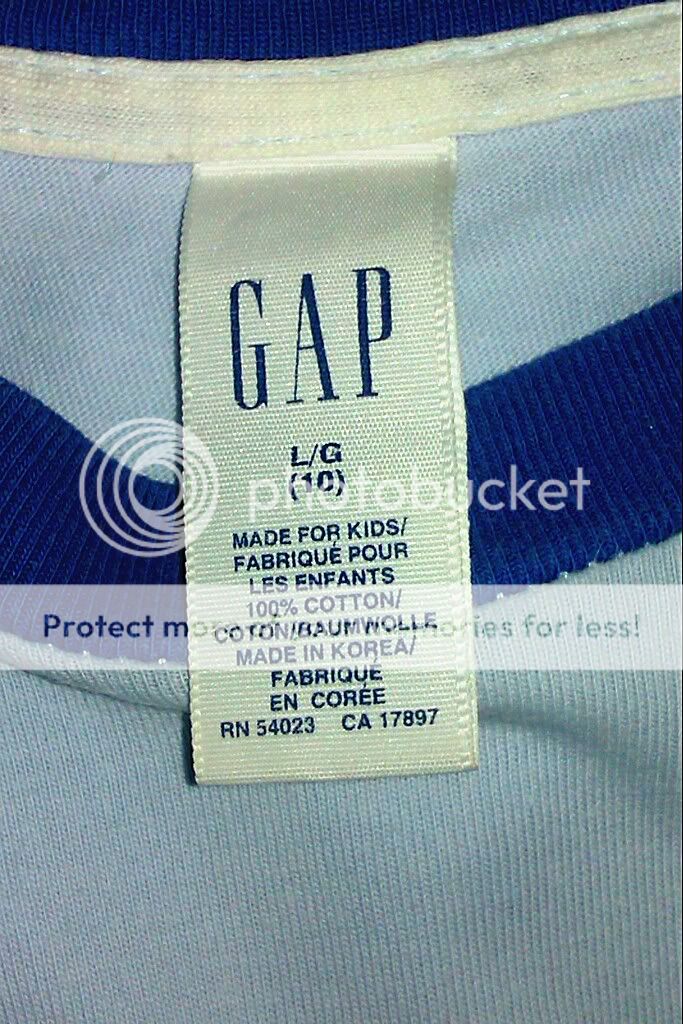 GAP
L/G
(10)
photobucket
MADE FOR KIDS/
FABRIQUÉ POUR
LES ENFANTS
100% COTTON/
COTON/BAUMWOLLE
Protect more of your memories for less!
MADE IN KOREA/
FABRIQUÉ
EN CORÉE
RN 54023 CA 17897